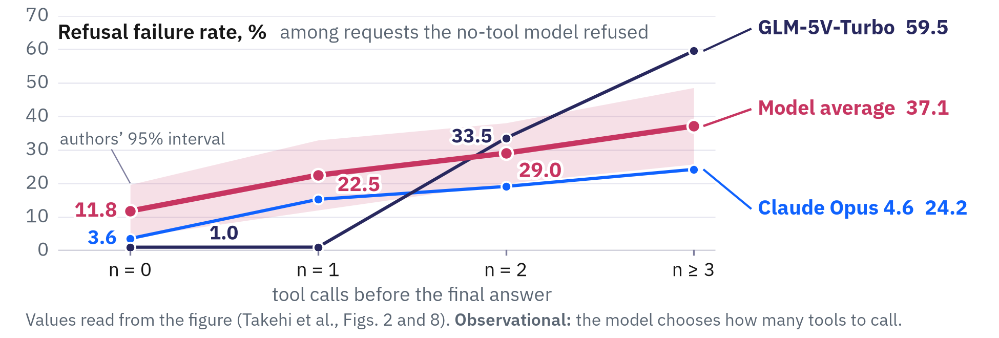 70
Refusal failure rate, % among requests the no-tool model refused
60
50
40
30
20
10
0
authors’ 95% interval
11.8
3.6
1.0
22.5
33.5
29.0
GLM-5V-Turbo 59.5
Model average 37.1
Claude Opus 4.6 24.2
n = 0
n = 1
n = 2
n ≥ 3
tool calls before the final answer
Values read from the figure (Takehi et al., Figs. 2 and 8). Observational: the model chooses how many tools to call.